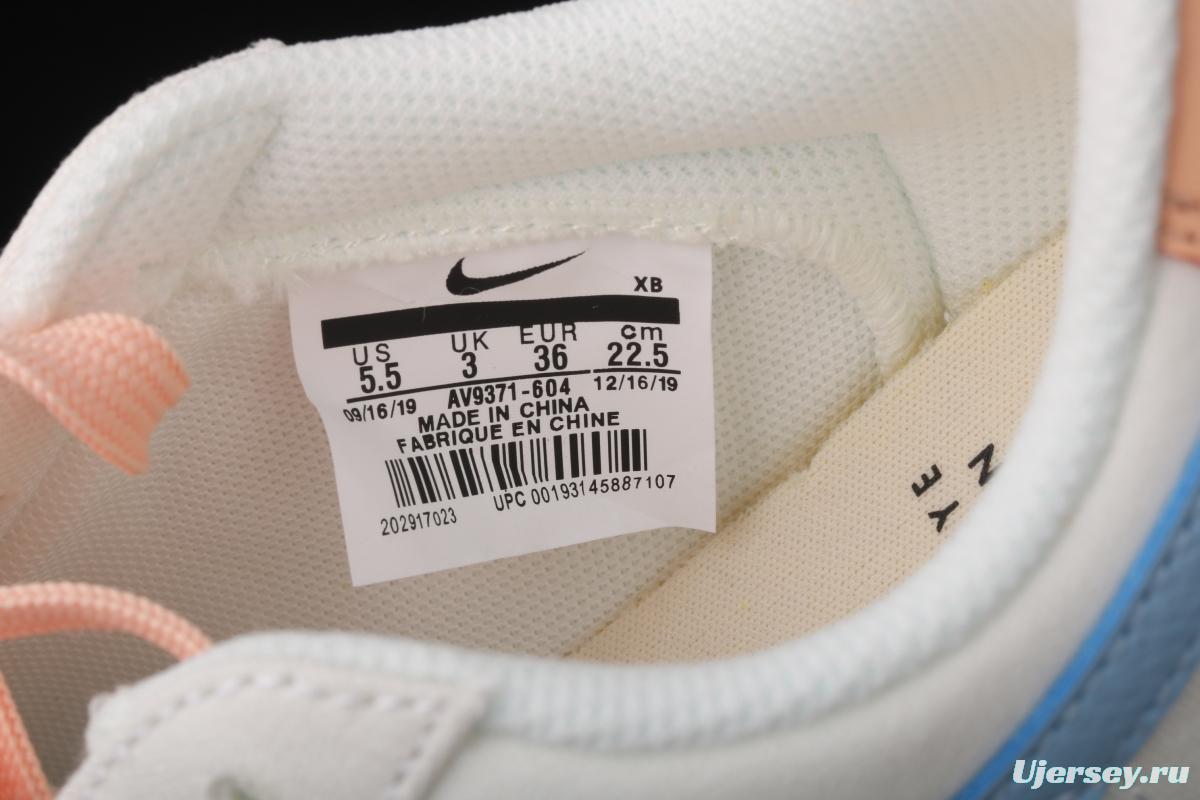 XB
US UK EUR cm
5.5 3 36 22.5
09/16/19 AV9371-604 12/16/19
MADE IN CHINA
FABRIQUE EN CHINE
202917023 UPC 00193145887107
YE
N
Ujersey.ru